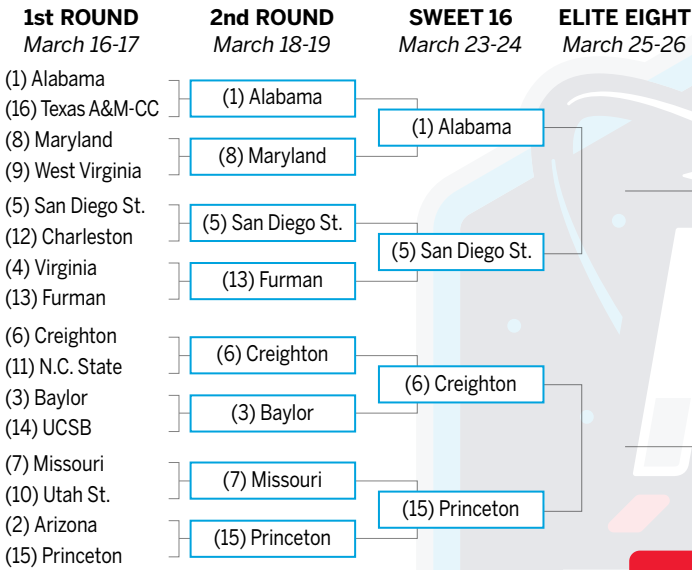 1st ROUND
March 16-17
2nd ROUND
March 18-19
SWEET 16
March 23-24
ELITE EIGHT
March 25-26
(1) Alabama
(16) Texas A&M-CC
(8) Maryland
(9) West Virginia
(5) San Diego St.
(12) Charleston
(4) Virginia
(13) Furman
(6) Creighton
(11) N.C. State
(3) Baylor
(14) UCSB
(7) Missouri
(10) Utah St.
(2) Arizona
(15) Princeton
(1) Alabama
(8) Maryland
(5) San Diego St.
(13) Furman
(6) Creighton
(3) Baylor
(7) Missouri
(15) Princeton
(1) Alabama
(5) San Diego St.
(6) Creighton
(15) Princeton